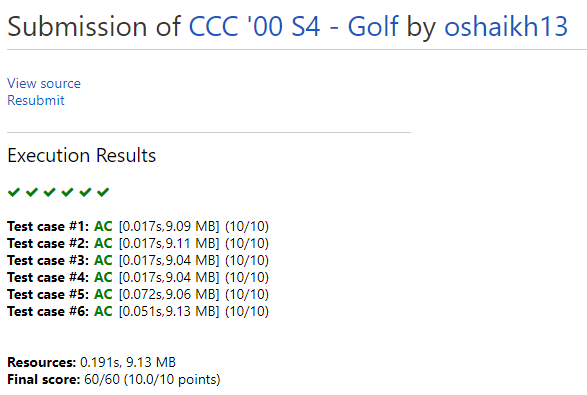 Submission of CCC '00 S4 - Golf by oshaikh13
View source
Resubmit
Execution Results
✓ ✓ ✓ ✓ ✓ ✓
Test case #1: AC [0.017s,9.09 MB] (10/10)
Test case #2: AC [0.017s,9.11 MB] (10/10)
Test case #3: AC [0.017s,9.04 MB] (10/10)
Test case #4: AC [0.017s,9.04 MB] (10/10)
Test case #5: AC [0.072s,9.06 MB] (10/10)
Test case #6: AC [0.051s,9.13 MB] (10/10)
Resources: 0.191s, 9.13 MB
Final score: 60/60 (10.0/10 points)